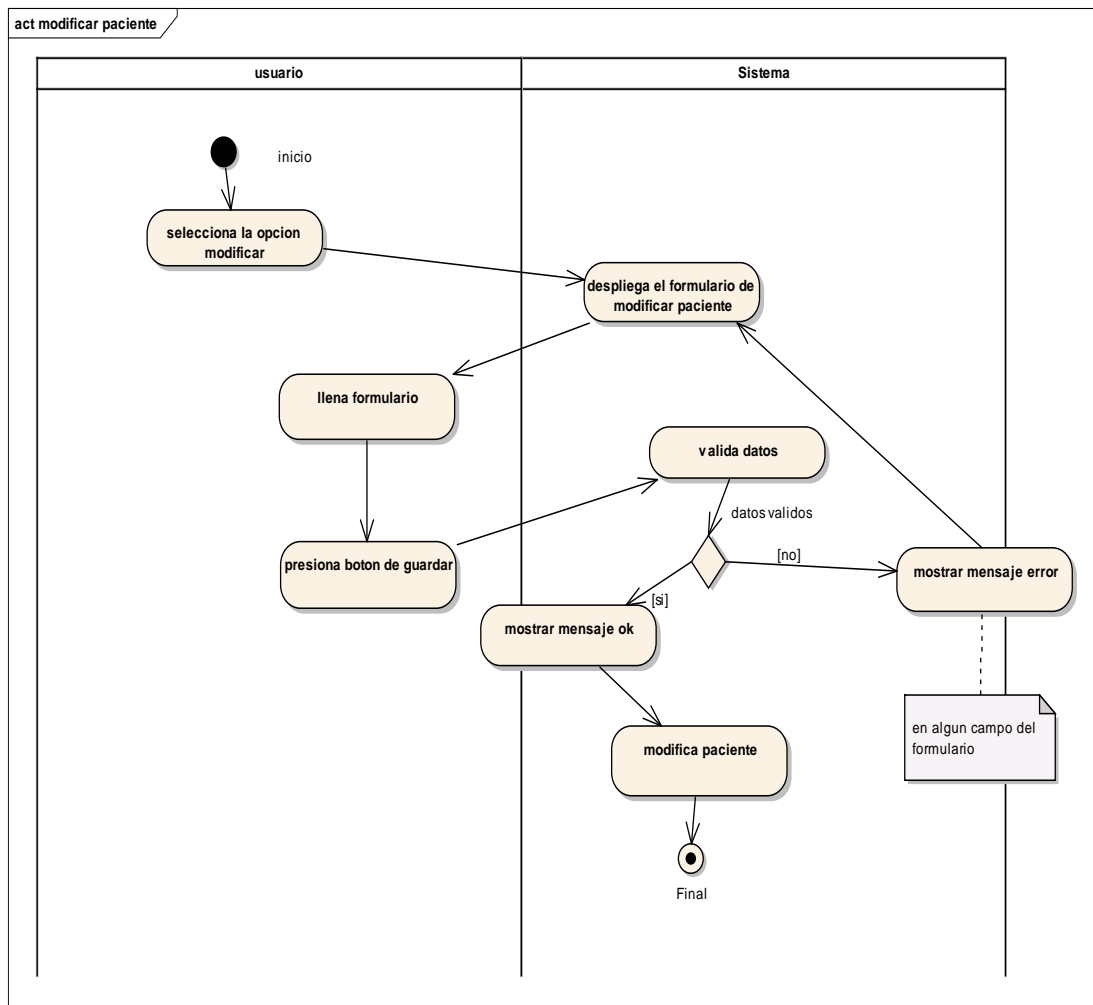 act modificar paciente
usuario
Sistema
inicio
selecciona la opcion
modificar
despliega el formulario de
modificar paciente
llena formulario
valida datos
datos validos
presiona boton de guardar
[no]
mostrar mensaje error
[si]
mostrar mensaje ok
en algun campo del
formulario
modifica paciente
Final